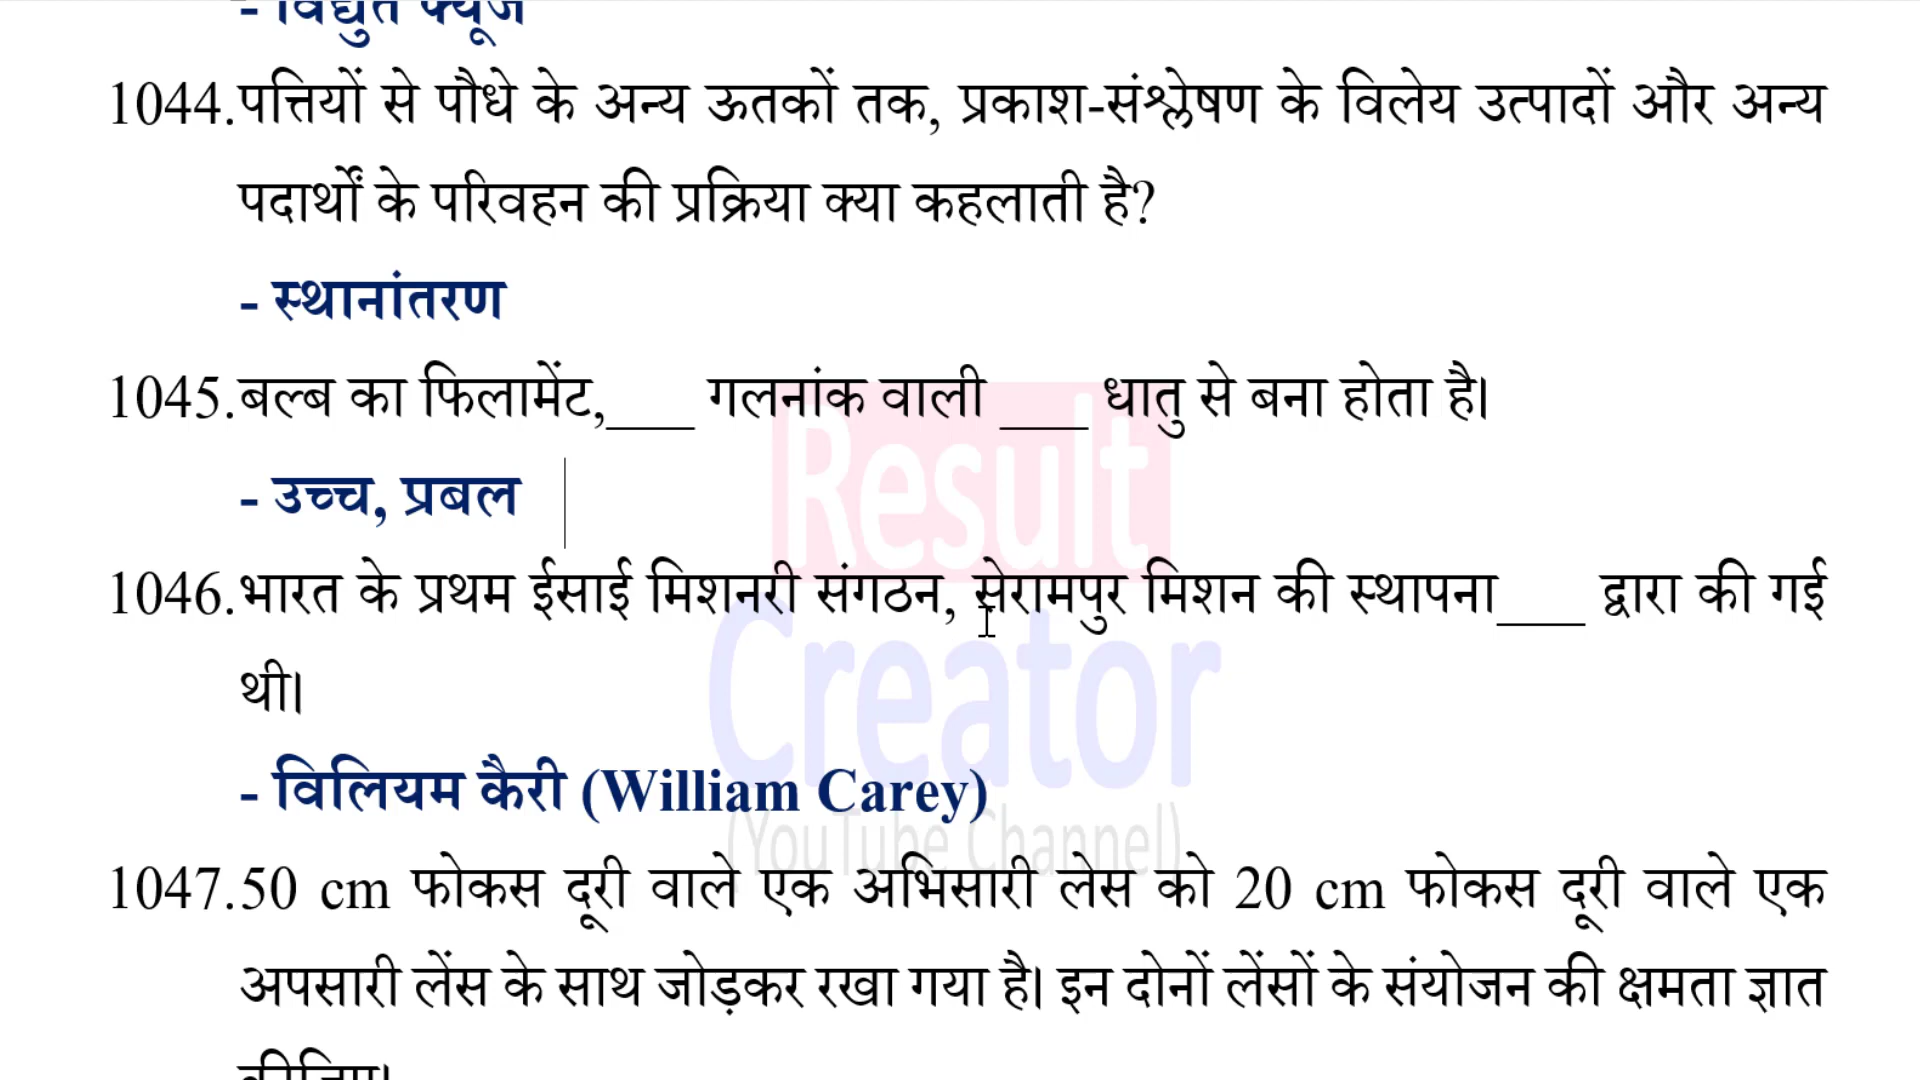 - विद्युत फ्यूज
1044.पत्तियों से पौधे के अन्य ऊतकों तक, प्रकाश-संश्लेषण के विलेय उत्पादों और अन्य
पदार्थों के परिवहन की प्रक्रिया क्या कहलाती है?
- स्थानांतरण
1045.बल्ब का फिलामेंट,___ गलनांक वाली ___ धातु से बना होता है।
- उच्च, प्रबल
1046.भारत के प्रथम ईसाई मिशनरी संगठन, सेरामपुर मिशन की स्थापना___ द्वारा की गई
थी।
- विलियम कैरी (William Carey)
1047.50 cm फोकस दूरी वाले एक अभिसारी लेंस को 20 cm फोकस दूरी वाले एक
अपसारी लेंस के साथ जोड़कर रखा गया है। इन दोनों लेंसों के संयोजन की क्षमता ज्ञात
कीजिए।
Result
Creator
(YouTube Channel)